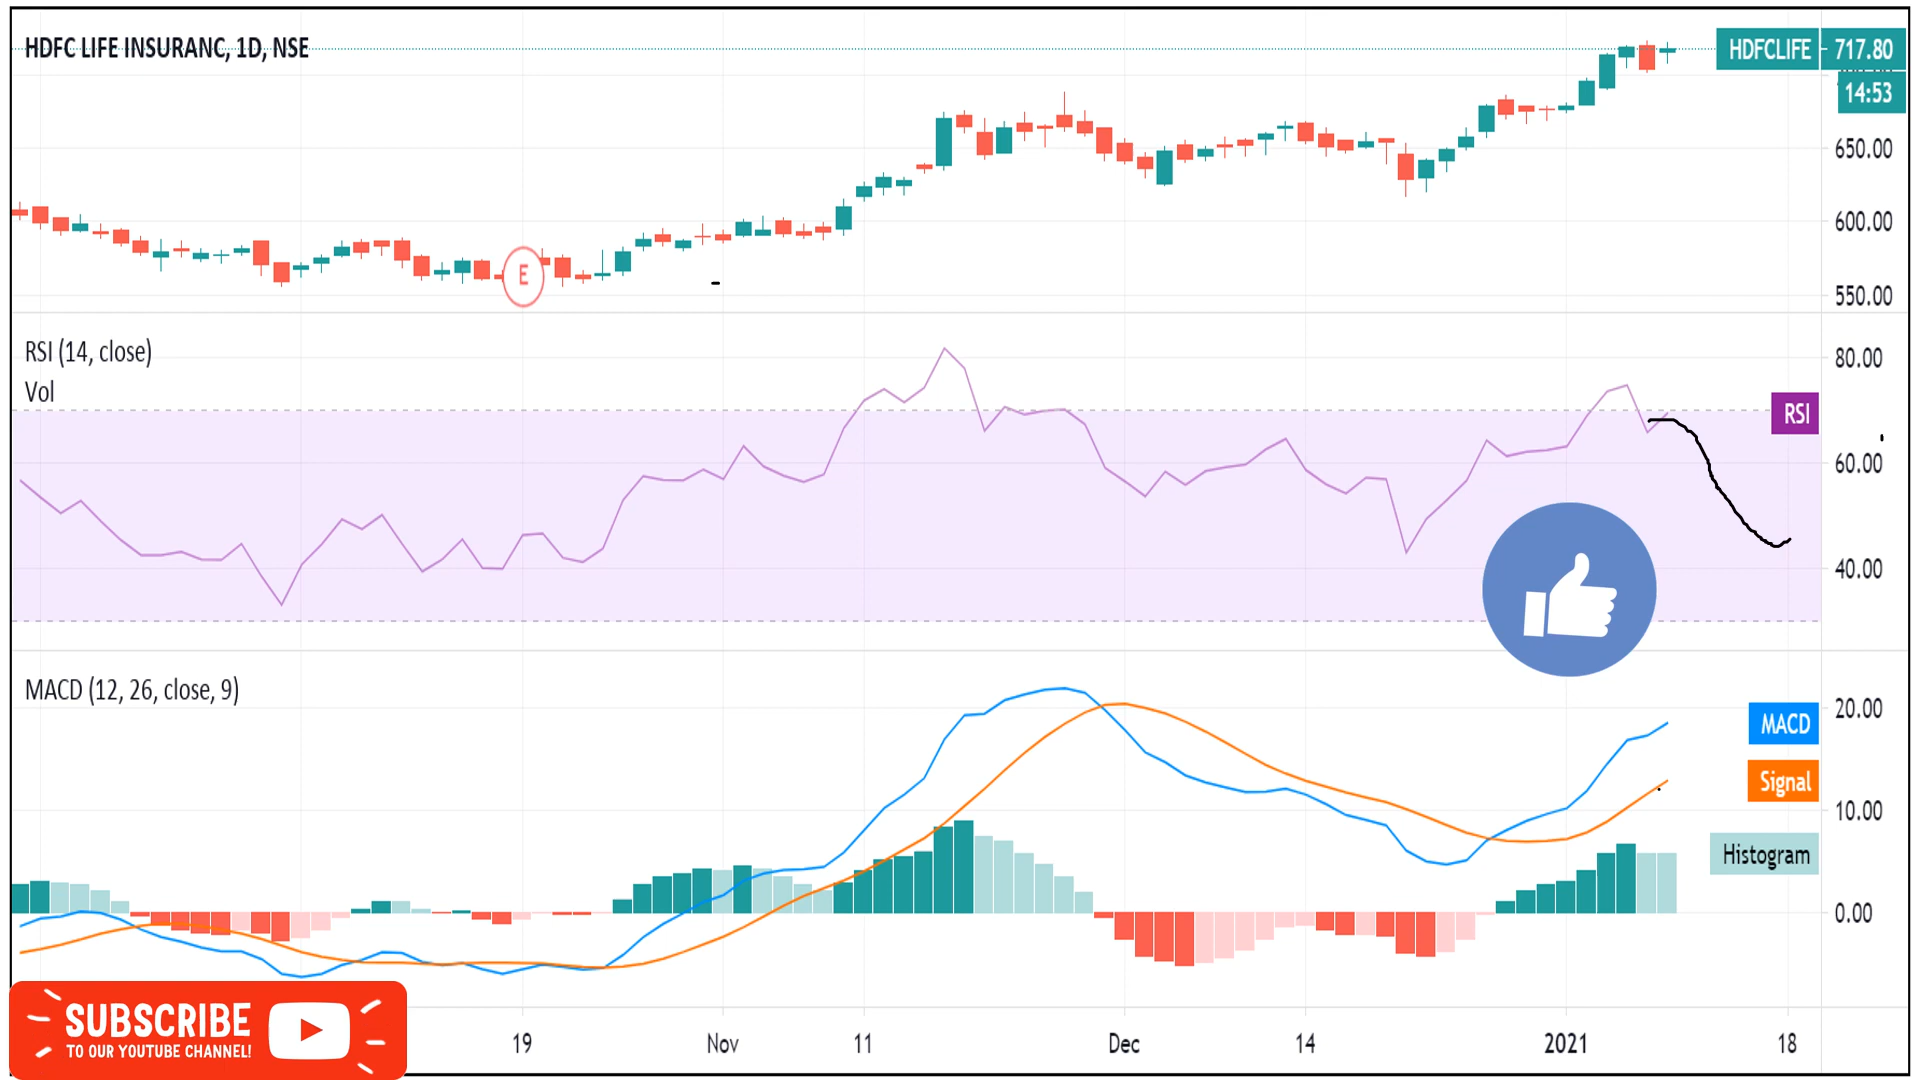 HDFC LIFE INSURANC, 1D, NSE
HDFCLIFE 717.80
14:53
650.00
600.00
550.00
E
RSI (14, close)
Vol
80.00
RSI
60.00
40.00
MACD (12, 26, close, 9)
20.00
MACD
Signal
10.00
Histogram
0.00
SUBSCRIBE
TO OUR YOUTUBE CHANNEL!
19 Nov 11 Dec 14 2021 18